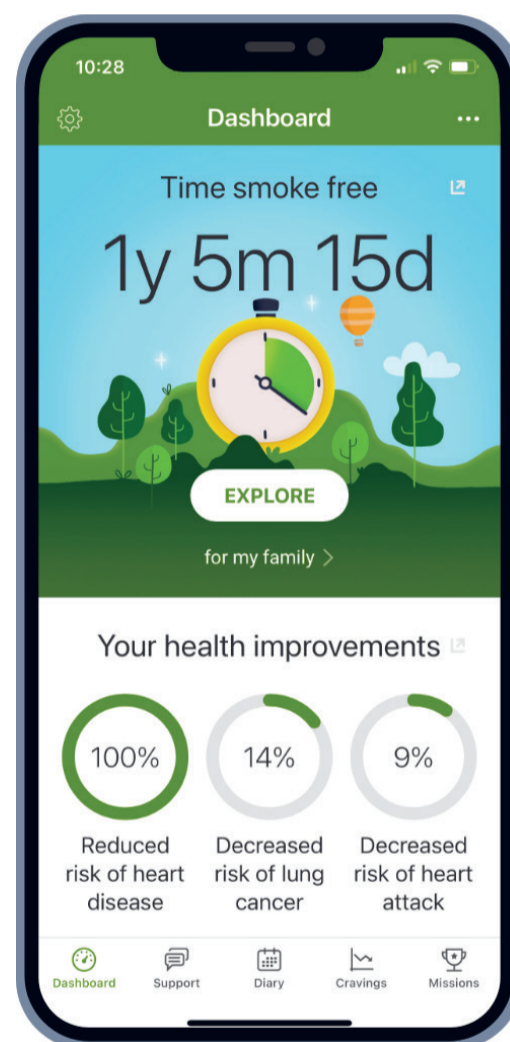 10:28
Dashboard
Time smoke free
1y 5m 15d
EXPLORE
for my family >
Your health improvements
100% 14% 9%
Reduced Decreased Decreased
risk of heart risk of lung risk of heart
disease cancer attack
Dashboard Support Diary Cravings Missions